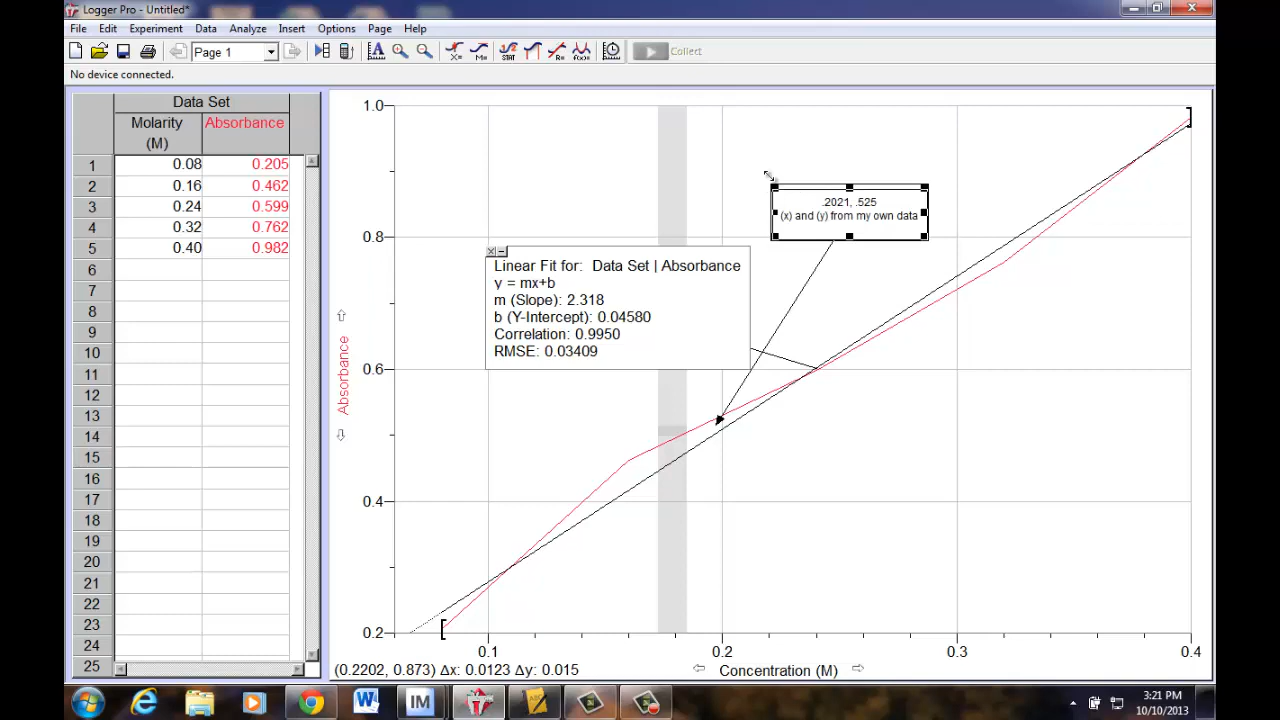 Logger Pro - Untitled*
File Edit Experiment Data Analyze Insert Options Page Help
Page 1
X= M= STAT R= f(x)= Collect
No device connected.
Data Set
Molarity Absorbance
(M)
1 0.08 0.205
2 0.16 0.462
3 0.24 0.599
4 0.32 0.762
5 0.40 0.982
6
7
8
9
10
11
12
13
14
15
16
17
18
19
20
21
22
23
24
25
1.0
0.8
0.6
0.4
0.2
Absorbance
.2021, .525
(x) and (y) from my own data
Linear Fit for: Data Set | Absorbance
y = mx+b
m (Slope): 2.318
b (Y-Intercept): 0.04580
Correlation: 0.9950
RMSE: 0.03409
0.1 0.2 0.3 0.4
(0.2202, 0.873) Δx: 0.0123 Δy: 0.015
Concentration (M)
W IM ABC
3:21 PM
10/10/2013